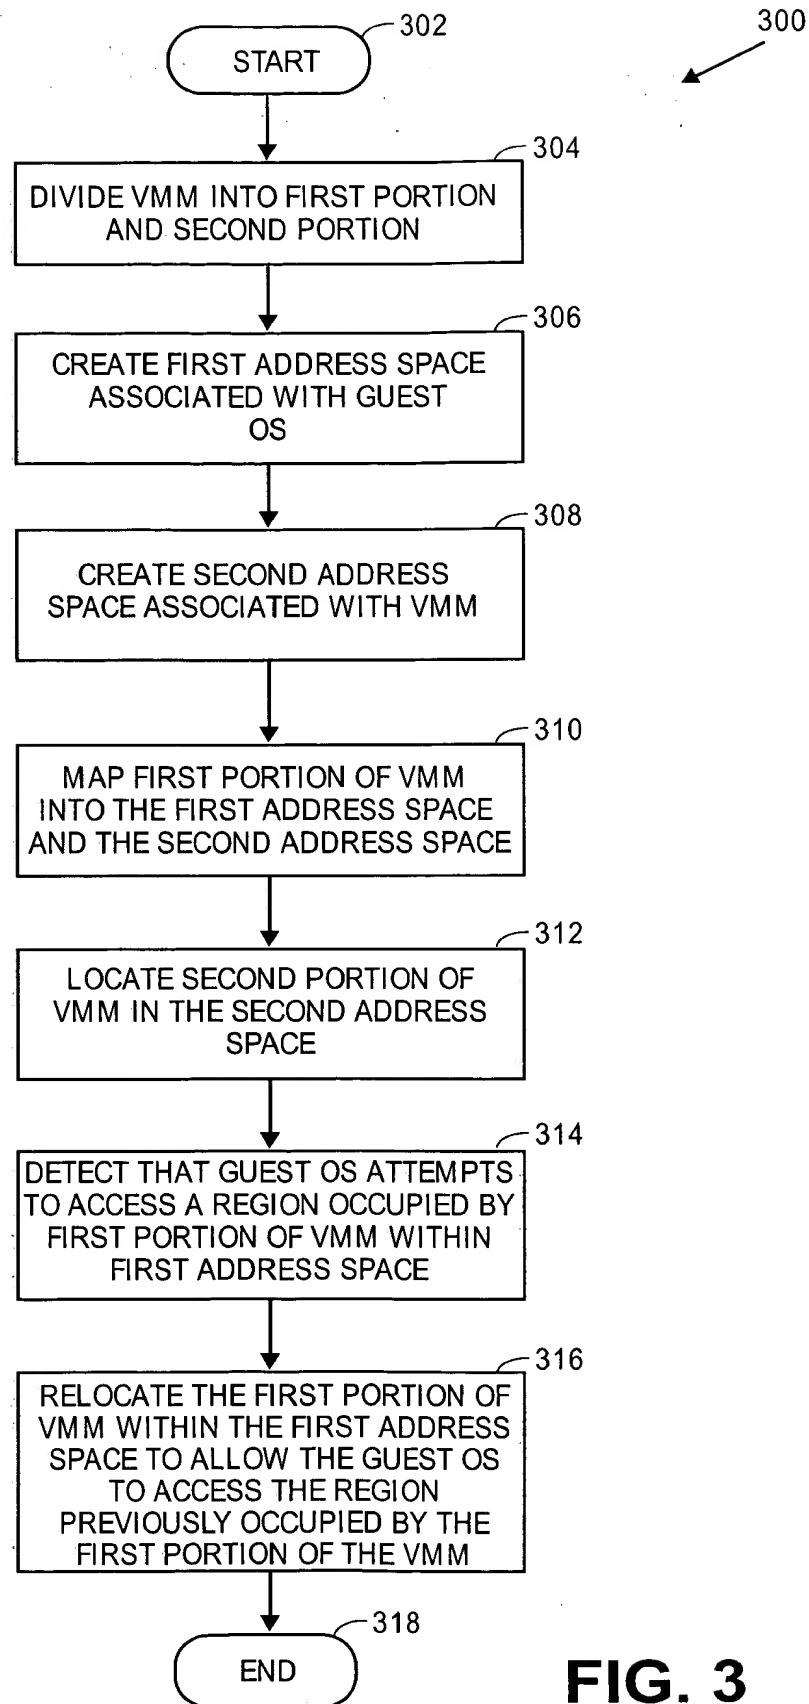 300
302
START
304
DIVIDE VMM INTO FIRST PORTION
AND SECOND PORTION
306
CREATE FIRST ADDRESS SPACE
ASSOCIATED WITH GUEST
OS
308
CREATE SECOND ADDRESS
SPACE ASSOCIATED WITH VMM
310
MAP FIRST PORTION OF VMM
INTO THE FIRST ADDRESS SPACE
AND THE SECOND ADDRESS SPACE
312
LOCATE SECOND PORTION OF
VMM IN THE SECOND ADDRESS
SPACE
314
DETECT THAT GUEST OS ATTEMPTS
TO ACCESS A REGION OCCUPIED BY
FIRST PORTION OF VMM WITHIN
FIRST ADDRESS SPACE
316
RELOCATE THE FIRST PORTION OF
VMM WITHIN THE FIRST ADDRESS
SPACE TO ALLOW THE GUEST OS
TO ACCESS THE REGION
PREVIOUSLY OCCUPIED BY THE
FIRST PORTION OF THE VMM
318
END
FIG. 3